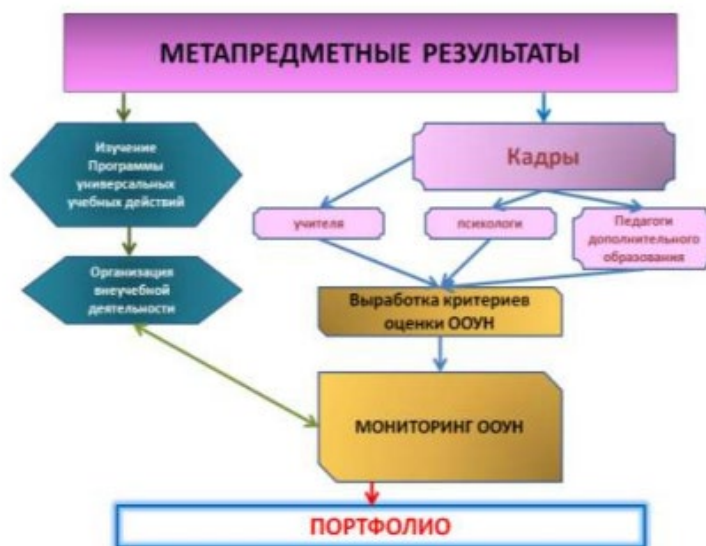 МЕТАПРЕДМЕТНЫЕ РЕЗУЛЬТАТЫ
Изучение
Программы
универсальных
учебных действий
Кадры
учителя
психологи
Педагоги
дополнительного
образования
Организация
внеучебной
деятельности
Выработка критериев
оценки ООУН
МОНИТОРИНГ ООУН
ПОРТФОЛИО